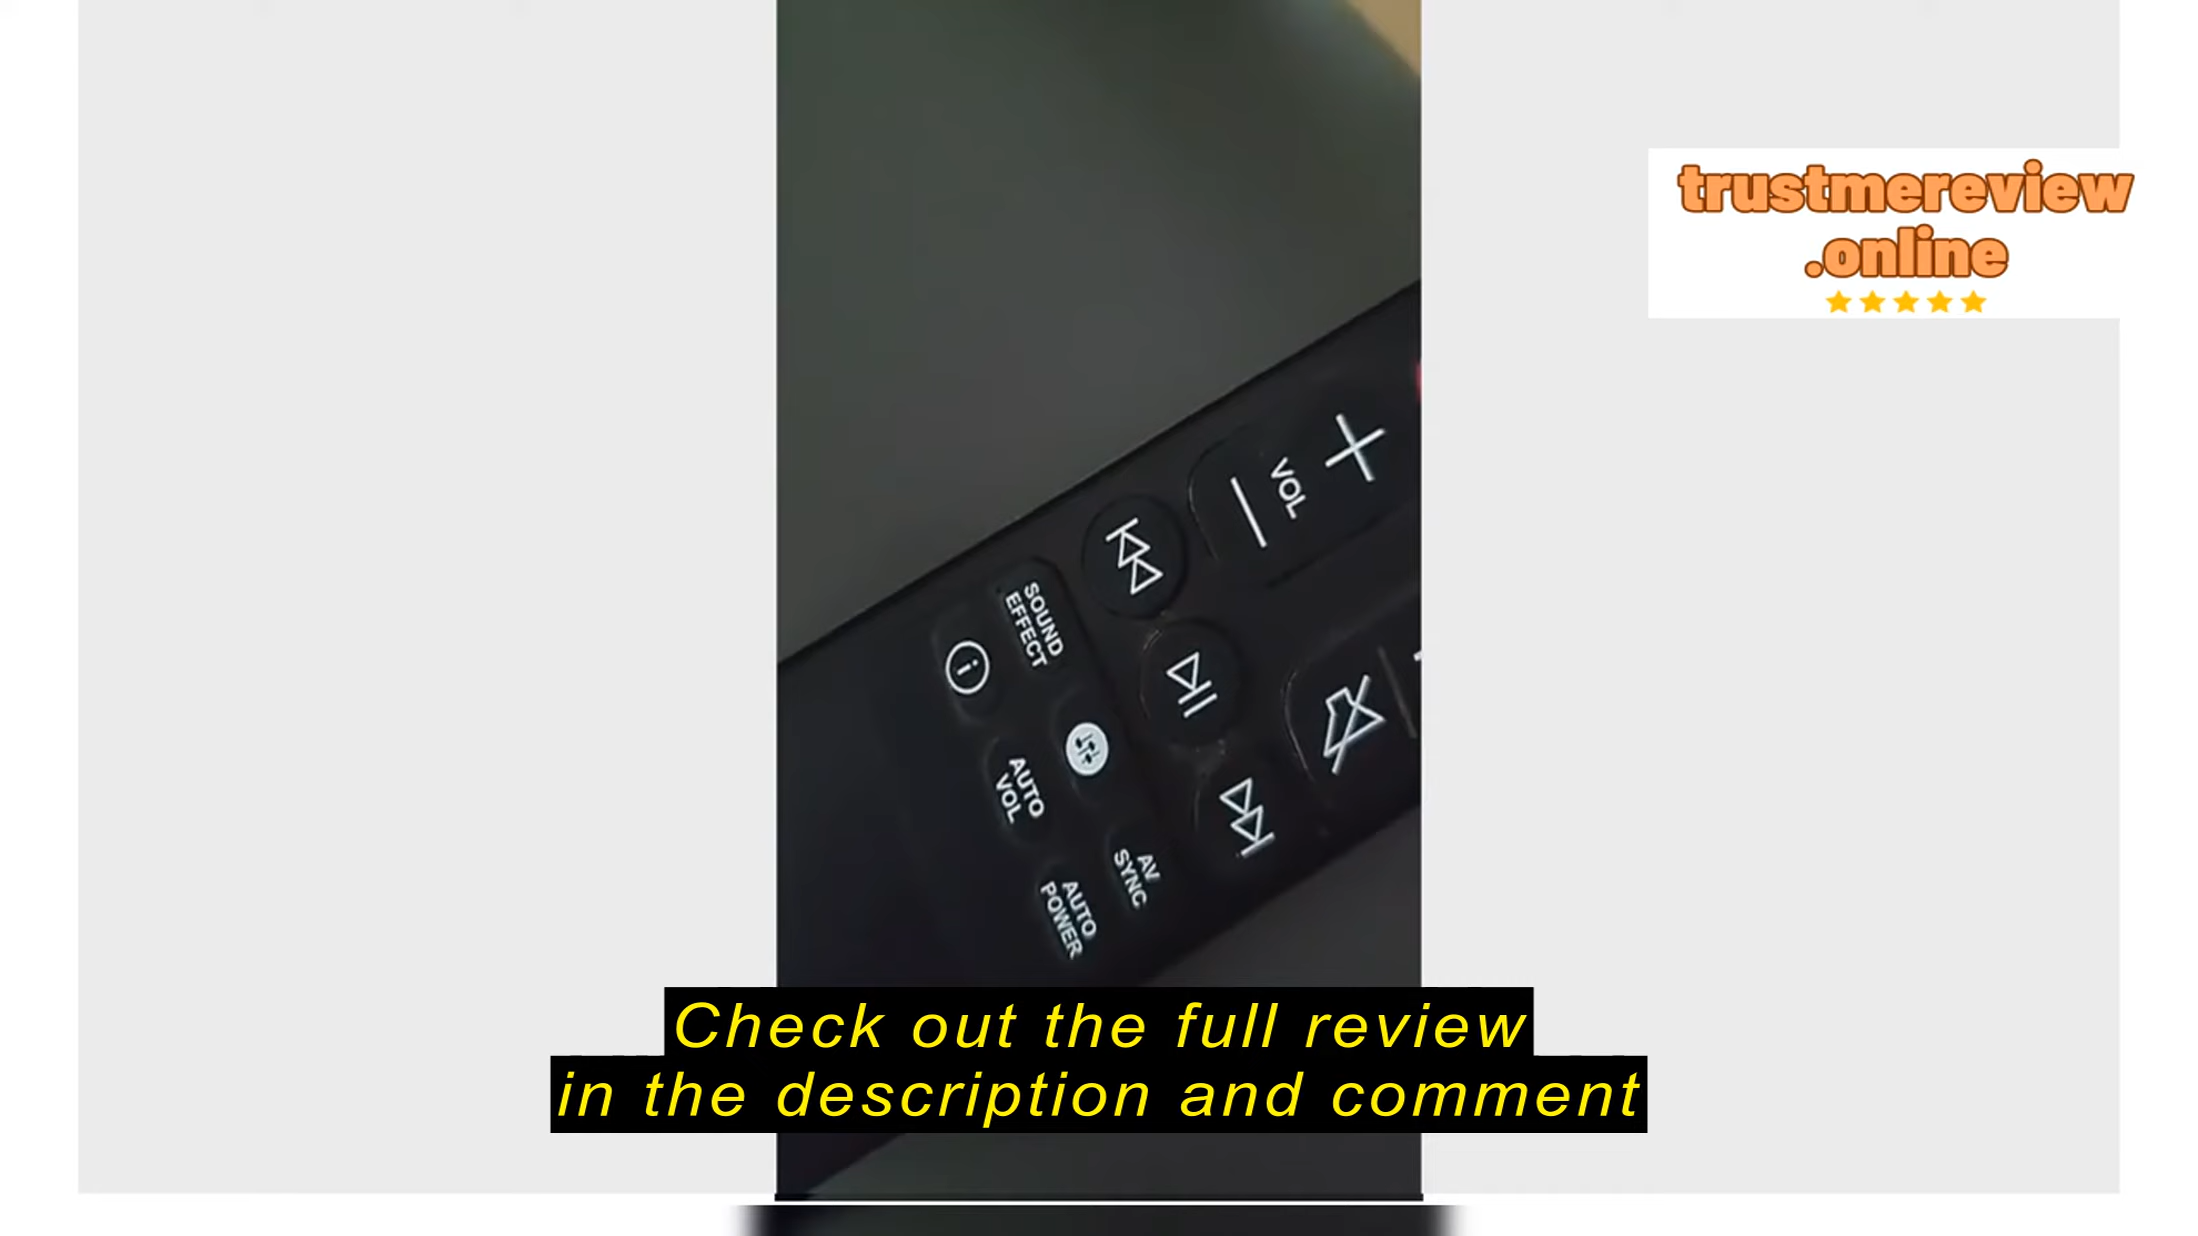 trustmereview
.online
VOL
SOUND
EFFECT
AUTO
VOL
AV
SYNC
AUTO
POWER
Check out the full review
in the description and comment